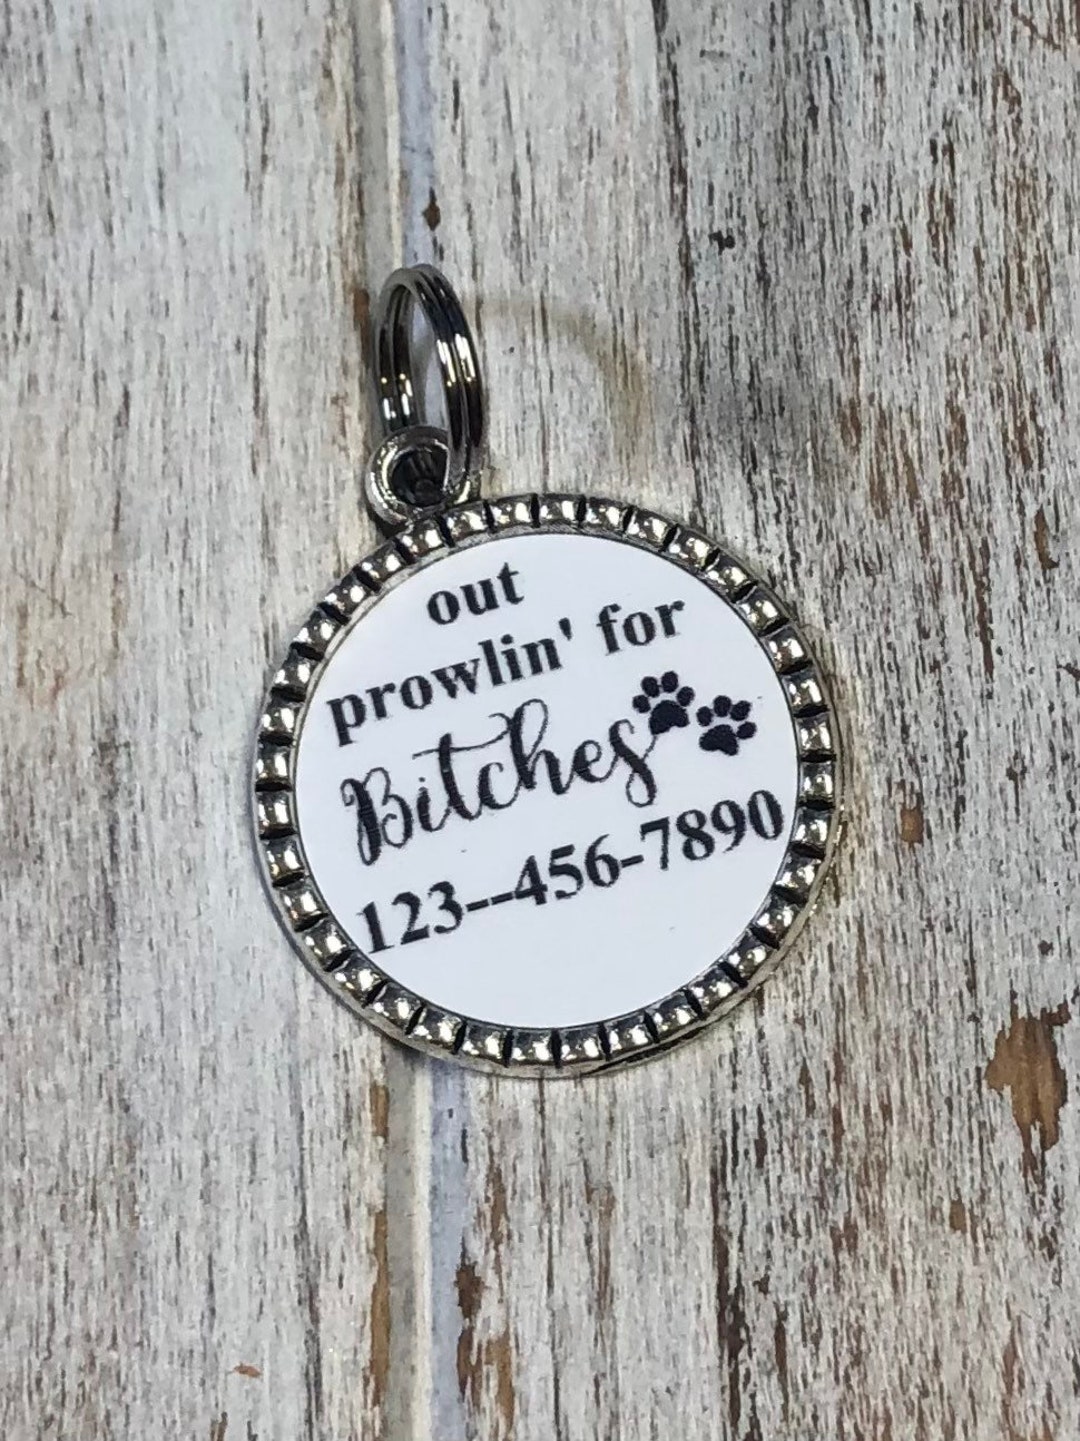 out
prowlin' for
Bitches
123--456-7890